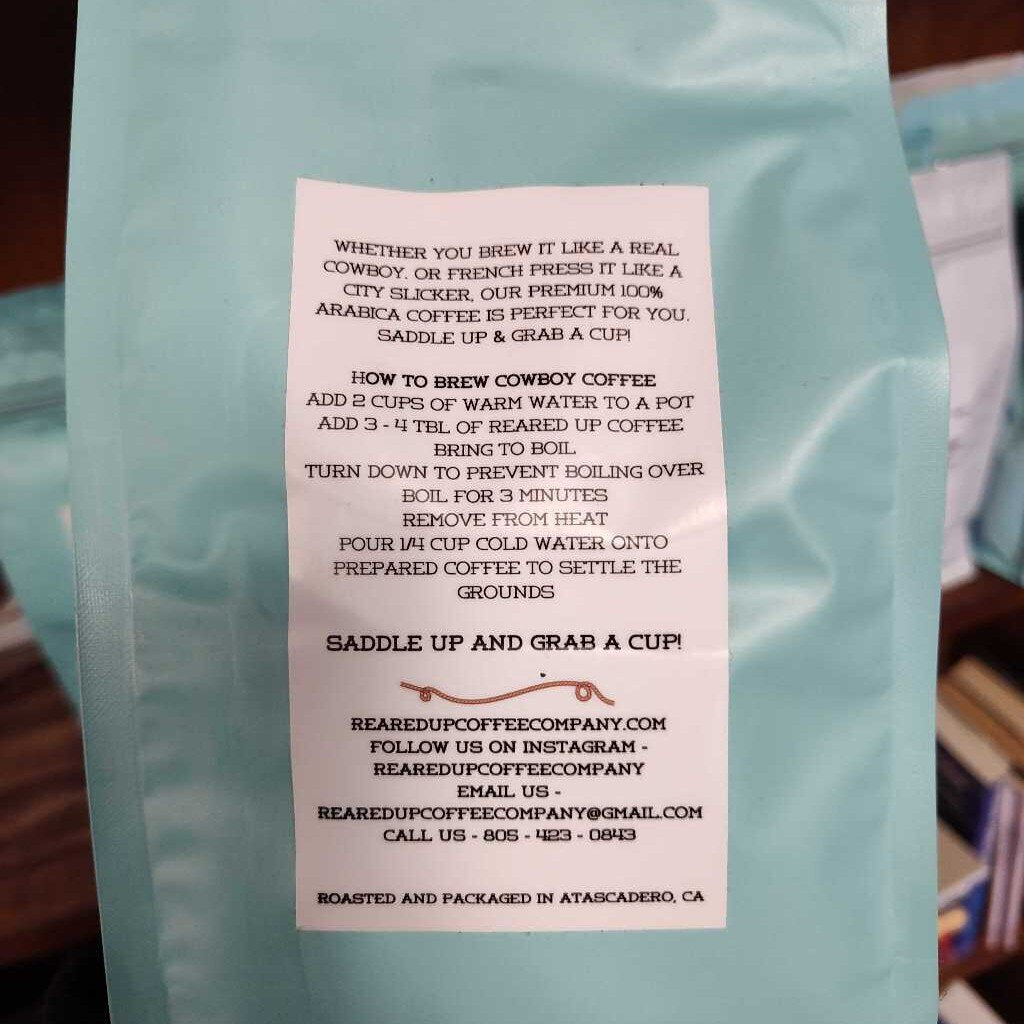 WHETHER YOU BREW IT LIKE A REAL
COWBOY. OR FRENCH PRESS IT LIKE A
CITY SLICKER, OUR PREMIUM 100%
ARABICA COFFEE IS PERFECT FOR YOU.
SADDLE UP & GRAB A CUP!
HOW TO BREW COWBOY COFFEE
ADD 2 CUPS OF WARM WATER TO A POT
ADD 3 - 4 TBL OF REARED UP COFFEE
BRING TO BOIL
TURN DOWN TO PREVENT BOILING OVER
BOIL FOR 3 MINUTES
REMOVE FROM HEAT
POUR 1/4 CUP COLD WATER ONTO
PREPARED COFFEE TO SETTLE THE
GROUNDS
SADDLE UP AND GRAB A CUP!
REAREDUPCOFFEECOMPANY.COM
FOLLOW US ON INSTAGRAM -
REAREDUPCOFFEECOMPANY
EMAIL US -
REAREDUPCOFFEECOMPANY@GMAIL.COM
CALL US - 805 - 423 - 0843
ROASTED AND PACKAGED IN ATASCADERO, CA